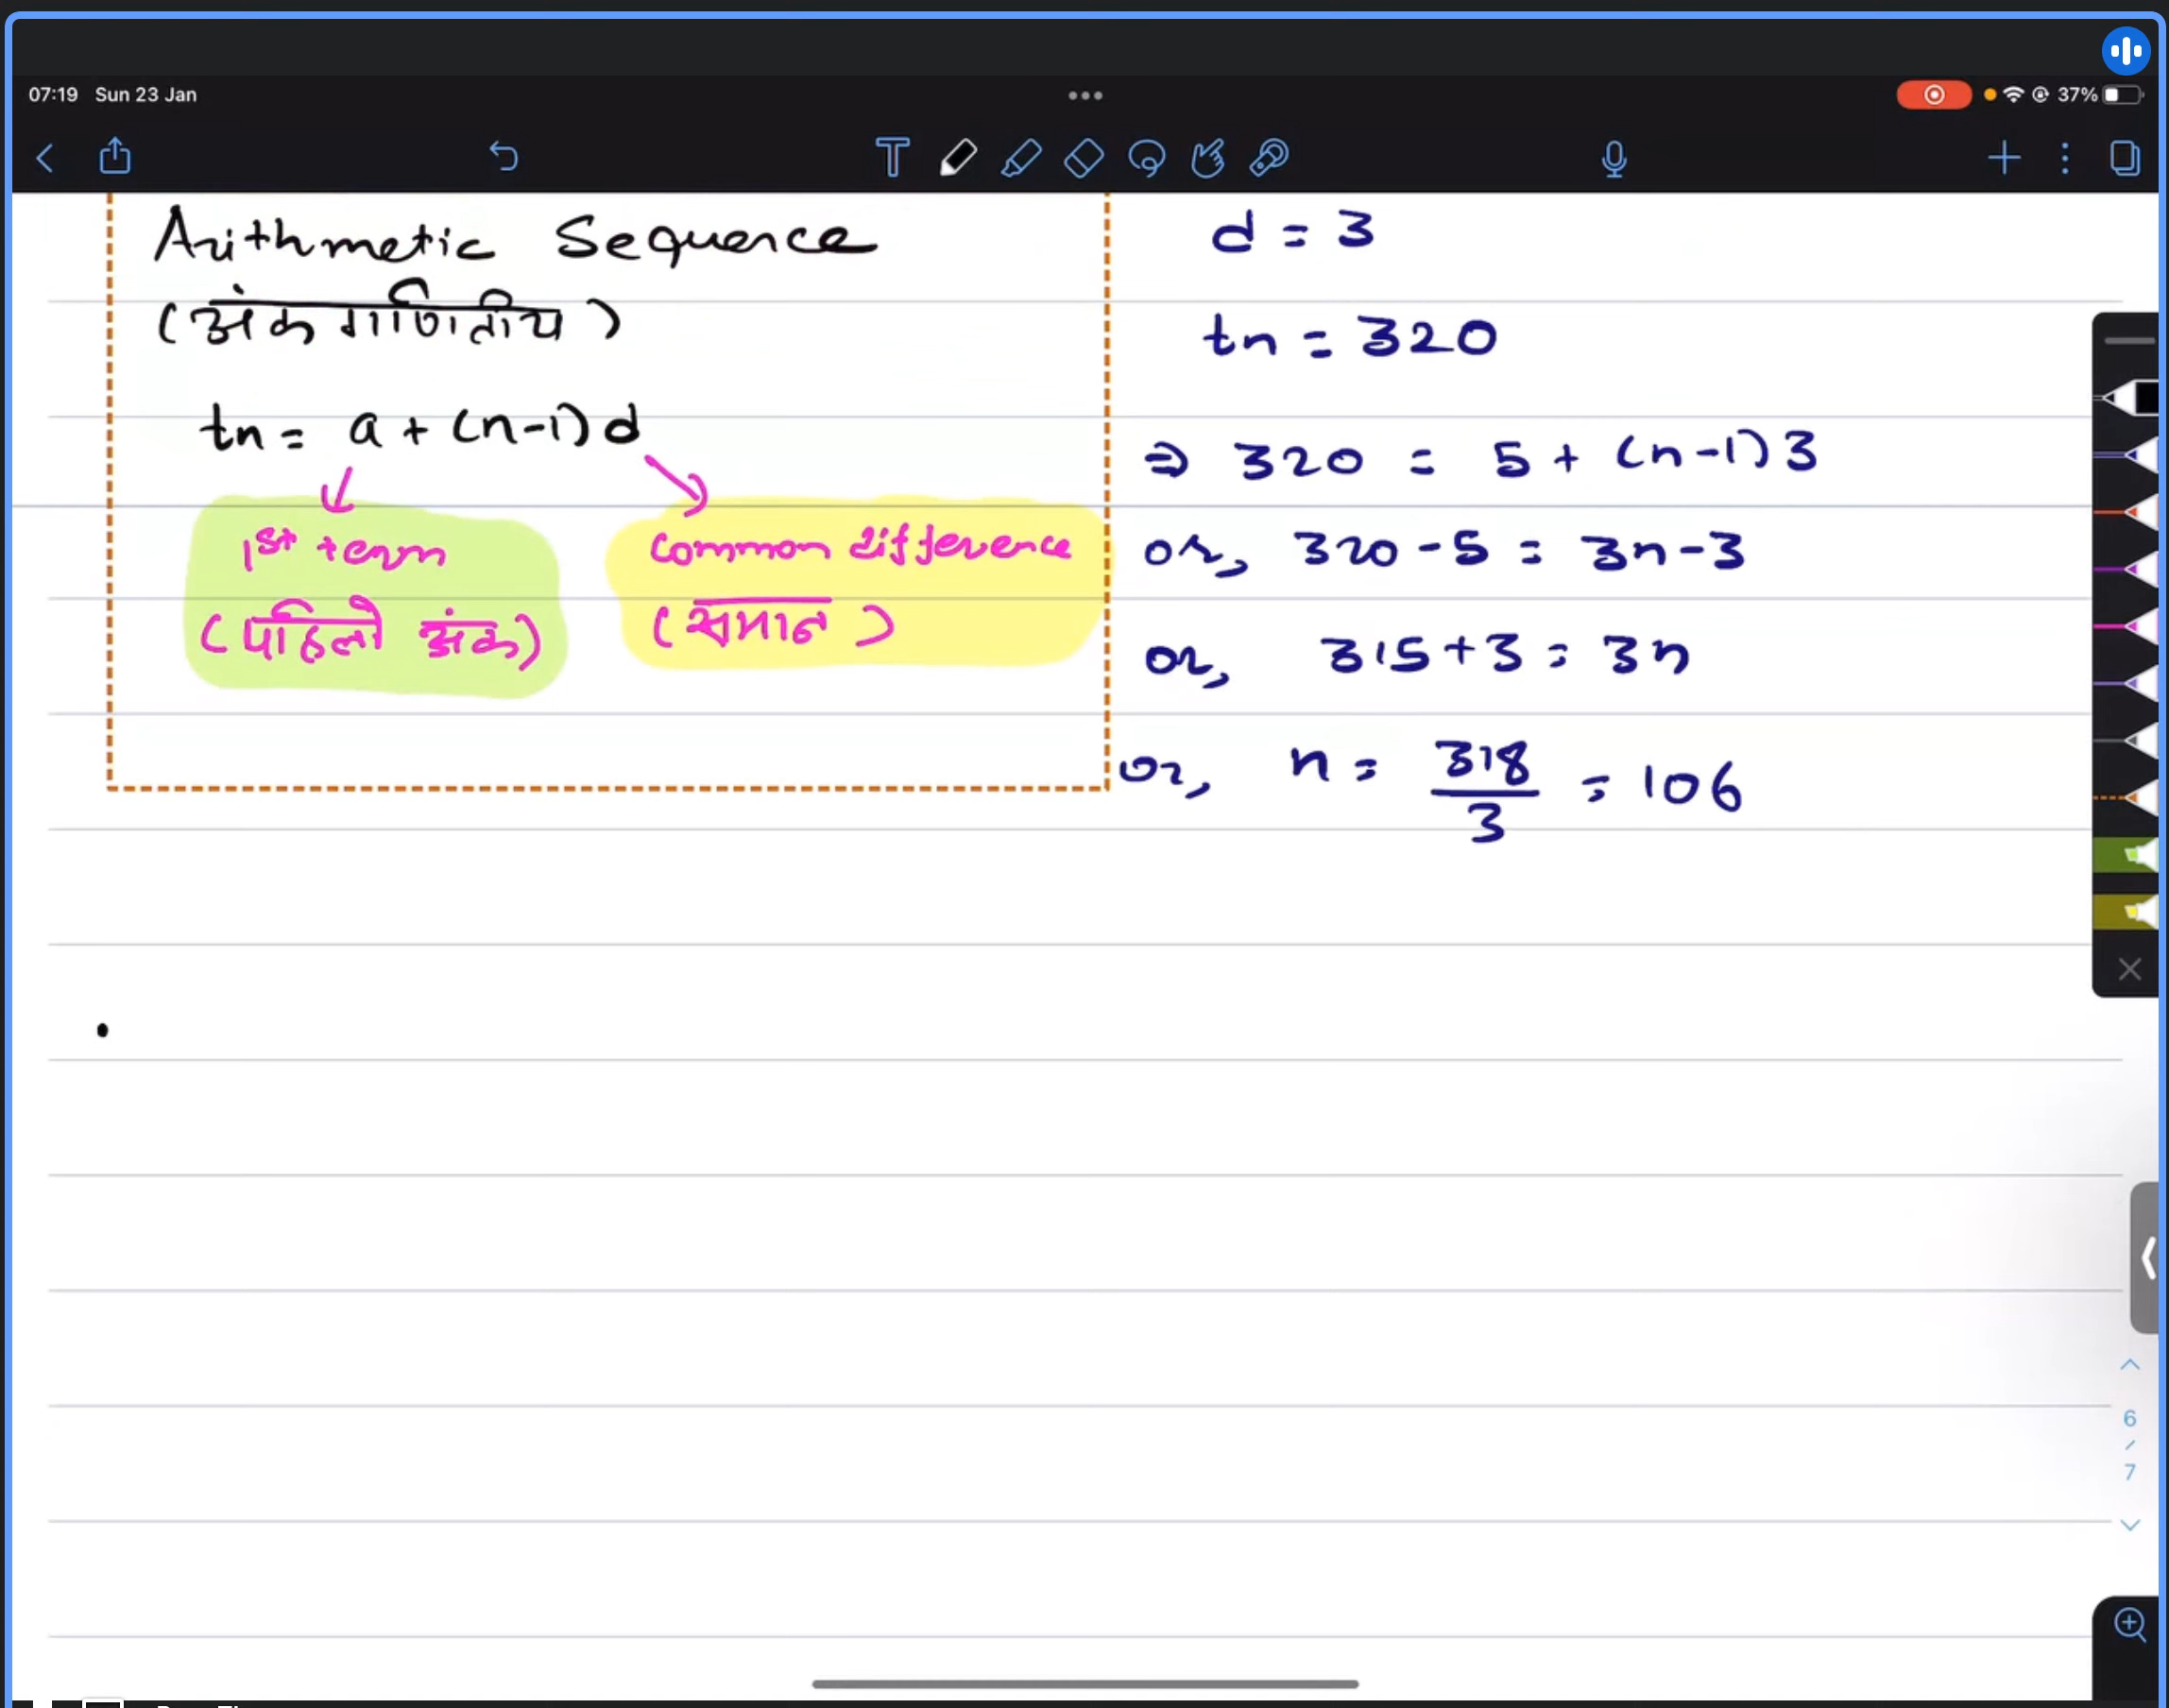 07:19 Sun 23 Jan
37%
Arithmetic Sequence
(अंकगणितीय)
tn = a + (n-1)d
1st term
(पहिलो अंक)
common difference
(समान)
d = 3
tn = 320
⇒ 320 = 5 + (n-1)3
or, 320 - 5 = 3n - 3
or, 315 + 3 = 3n
or, n = 318/3 = 106
6
/
7